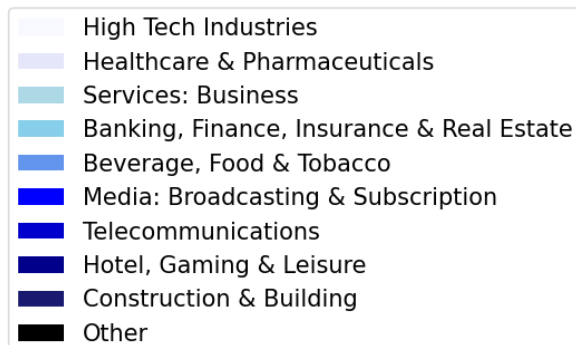 High Tech Industries
Healthcare & Pharmaceuticals
Services: Business
Banking, Finance, Insurance & Real Estate
Beverage, Food & Tobacco
Media: Broadcasting & Subscription
Telecommunications
Hotel, Gaming & Leisure
Construction & Building
Other